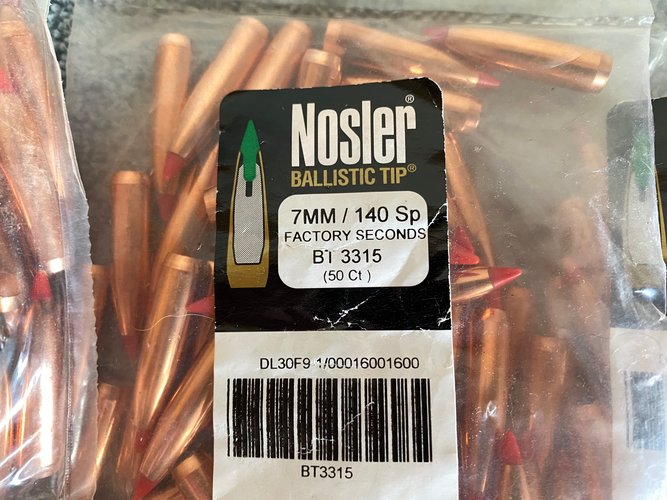 Nosler®
BALLISTIC TIP®
7MM / 140 Sp
FACTORY SECONDS
BT 3315
(50 Ct )
DL30F9 1/00016001600
BT3315